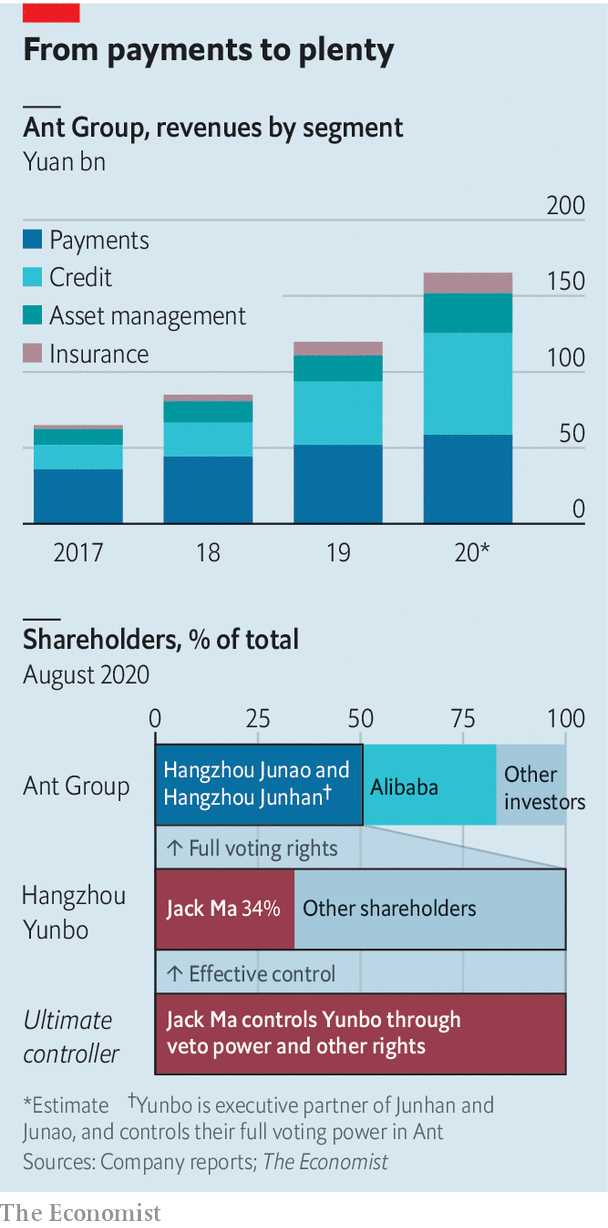 From payments to plenty
Ant Group, revenues by segment
Yuan bn
200
Payments
Credit
150
Asset management
Insurance
100
50
0
2017
18
19
20*
Shareholders, % of total
August 2020
0
25
50
75
100
Ant Group
Hangzhou Junao and
Hangzhou Junhan†
Alibaba
Other
investors
↑ Full voting rights
Hangzhou
Yunbo
Jack Ma 34%
Other shareholders
↑ Effective control
Ultimate
controller
Jack Ma controls Yunbo through
veto power and other rights
*Estimate †Yunbo is executive partner of Junhan and
Junao, and controls their full voting power in Ant
Sources: Company reports; The Economist
The Economist